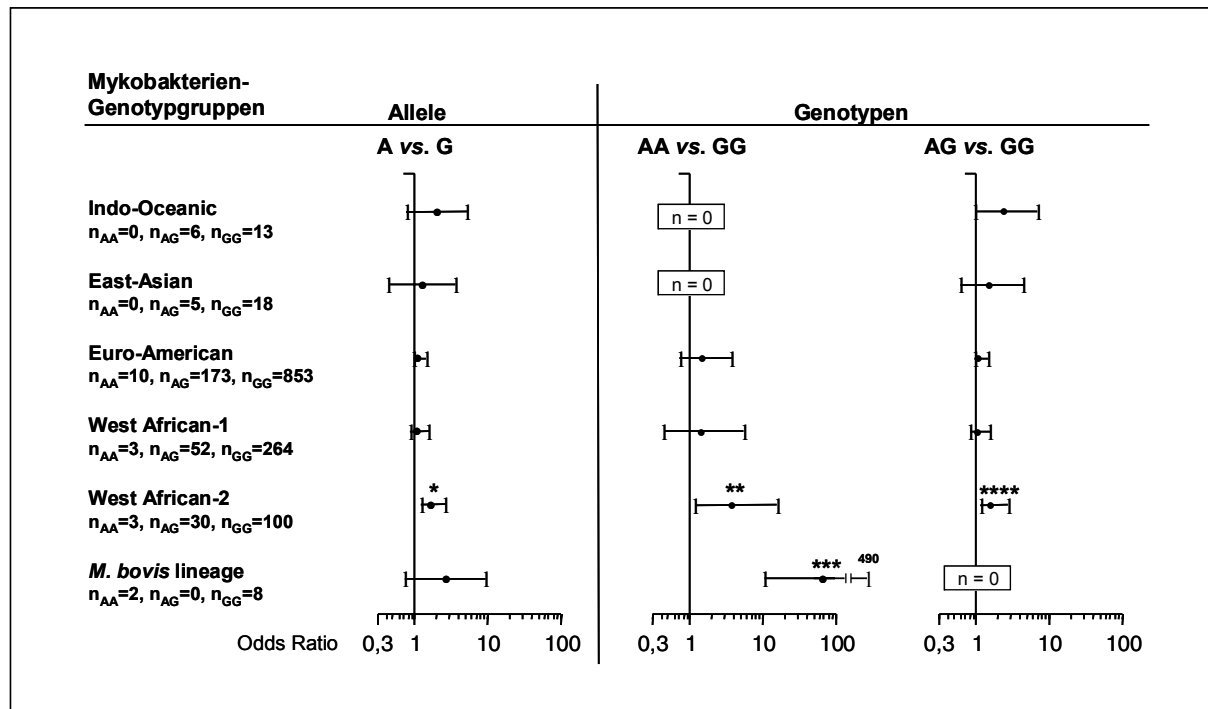 Mykobakterien-
Genotypgruppen
Allele
Genotypen
A vs. G
AA vs. GG
AG vs. GG
Indo-Oceanic
nAA=0, nAG=6, nGG=13
n = 0
East-Asian
nAA=0, nAG=5, nGG=18
n = 0
Euro-American
nAA=10, nAG=173, nGG=853
West African-1
nAA=3, nAG=52, nGG=264
West African-2
nAA=3, nAG=30, nGG=100
*
**
****
M. bovis lineage
nAA=2, nAG=0, nGG=8
***
490
n = 0
Odds Ratio
0,3 1 10 100
0,3 1 10 100
0,3 1 10 100